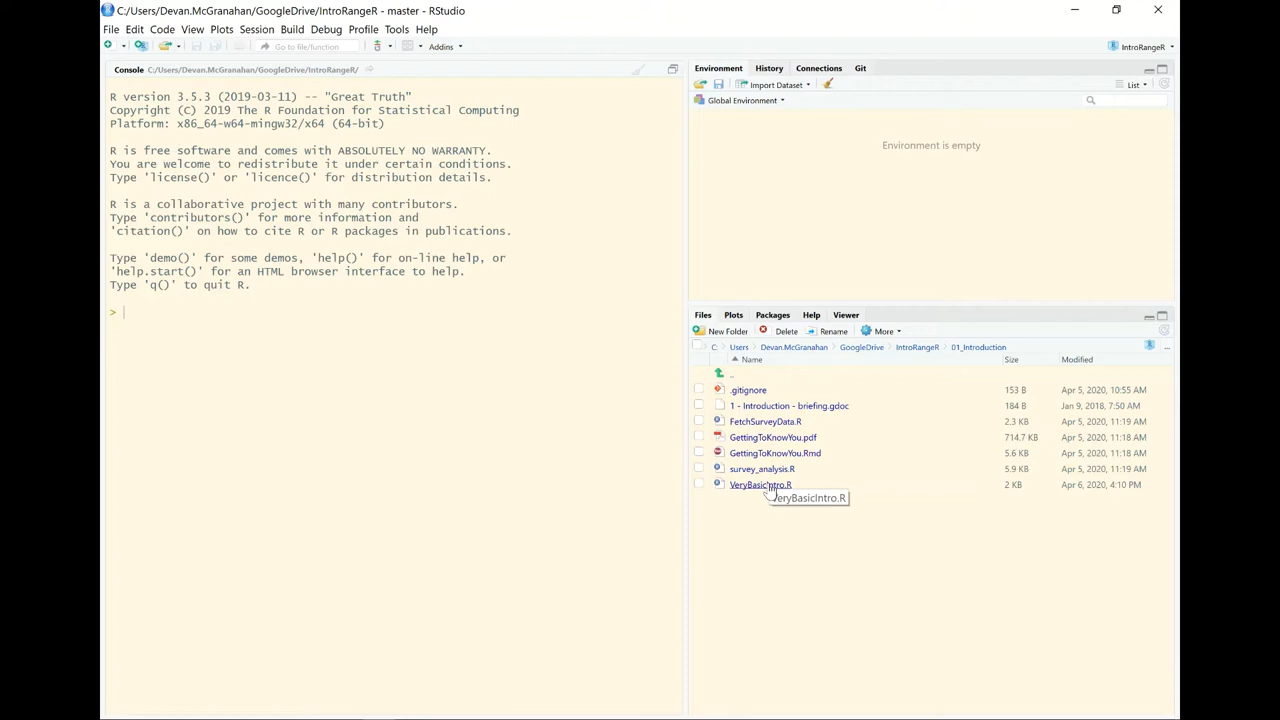 C:/Users/Devan.McGranahan/GoogleDrive/IntroRangeR - master - RStudio
File Edit Code View Plots Session Build Debug Profile Tools Help
Go to file/function Addins IntroRangeR
Console C:/Users/Devan.McGranahan/GoogleDrive/IntroRangeR/
R version 3.5.3 (2019-03-11) -- "Great Truth"
Copyright (C) 2019 The R Foundation for Statistical Computing
Platform: x86_64-w64-mingw32/x64 (64-bit)
R is free software and comes with ABSOLUTELY NO WARRANTY.
You are welcome to redistribute it under certain conditions.
Type 'license()' or 'licence()' for distribution details.
R is a collaborative project with many contributors.
Type 'contributors()' for more information and
'citation()' on how to cite R or R packages in publications.
Type 'demo()' for some demos, 'help()' for on-line help, or
'help.start()' for an HTML browser interface to help.
Type 'q()' to quit R.
>
Environment History Connections Git
Import Dataset List
Global Environment
Environment is empty
Files Plots Packages Help Viewer
New Folder Delete Rename More
C: Users Devan.McGranahan GoogleDrive IntroRangeR 01_Introduction ...
Name Size Modified
..
.gitignore 153 B Apr 5, 2020, 10:55 AM
1 - Introduction - briefing.gdoc 184 B Jan 9, 2018, 7:50 AM
FetchSurveyData.R 2.3 KB Apr 5, 2020, 11:19 AM
GettingToKnowYou.pdf 714.7 KB Apr 5, 2020, 11:18 AM
GettingToKnowYou.Rmd 5.6 KB Apr 5, 2020, 11:18 AM
survey_analysis.R 5.9 KB Apr 5, 2020, 11:19 AM
VeryBasicIntro.R 2 KB Apr 6, 2020, 4:10 PM
VeryBasicIntro.R